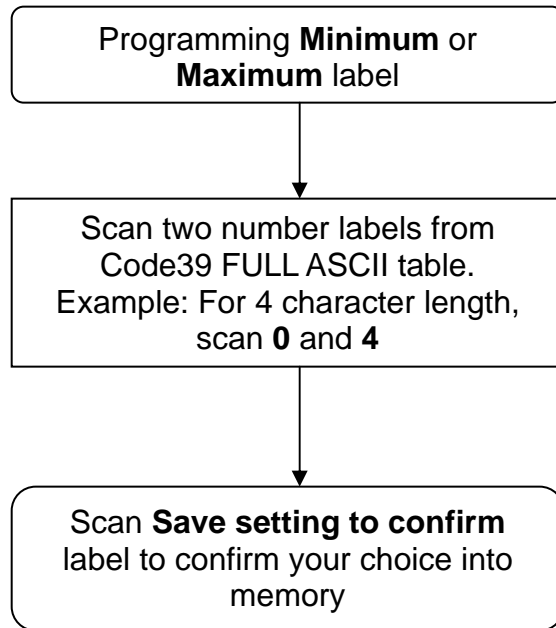 Programming Minimum or
Maximum label
Scan two number labels from
Code39 FULL ASCII table.
Example: For 4 character length,
scan 0 and 4
Scan Save setting to confirm
label to confirm your choice into
memory